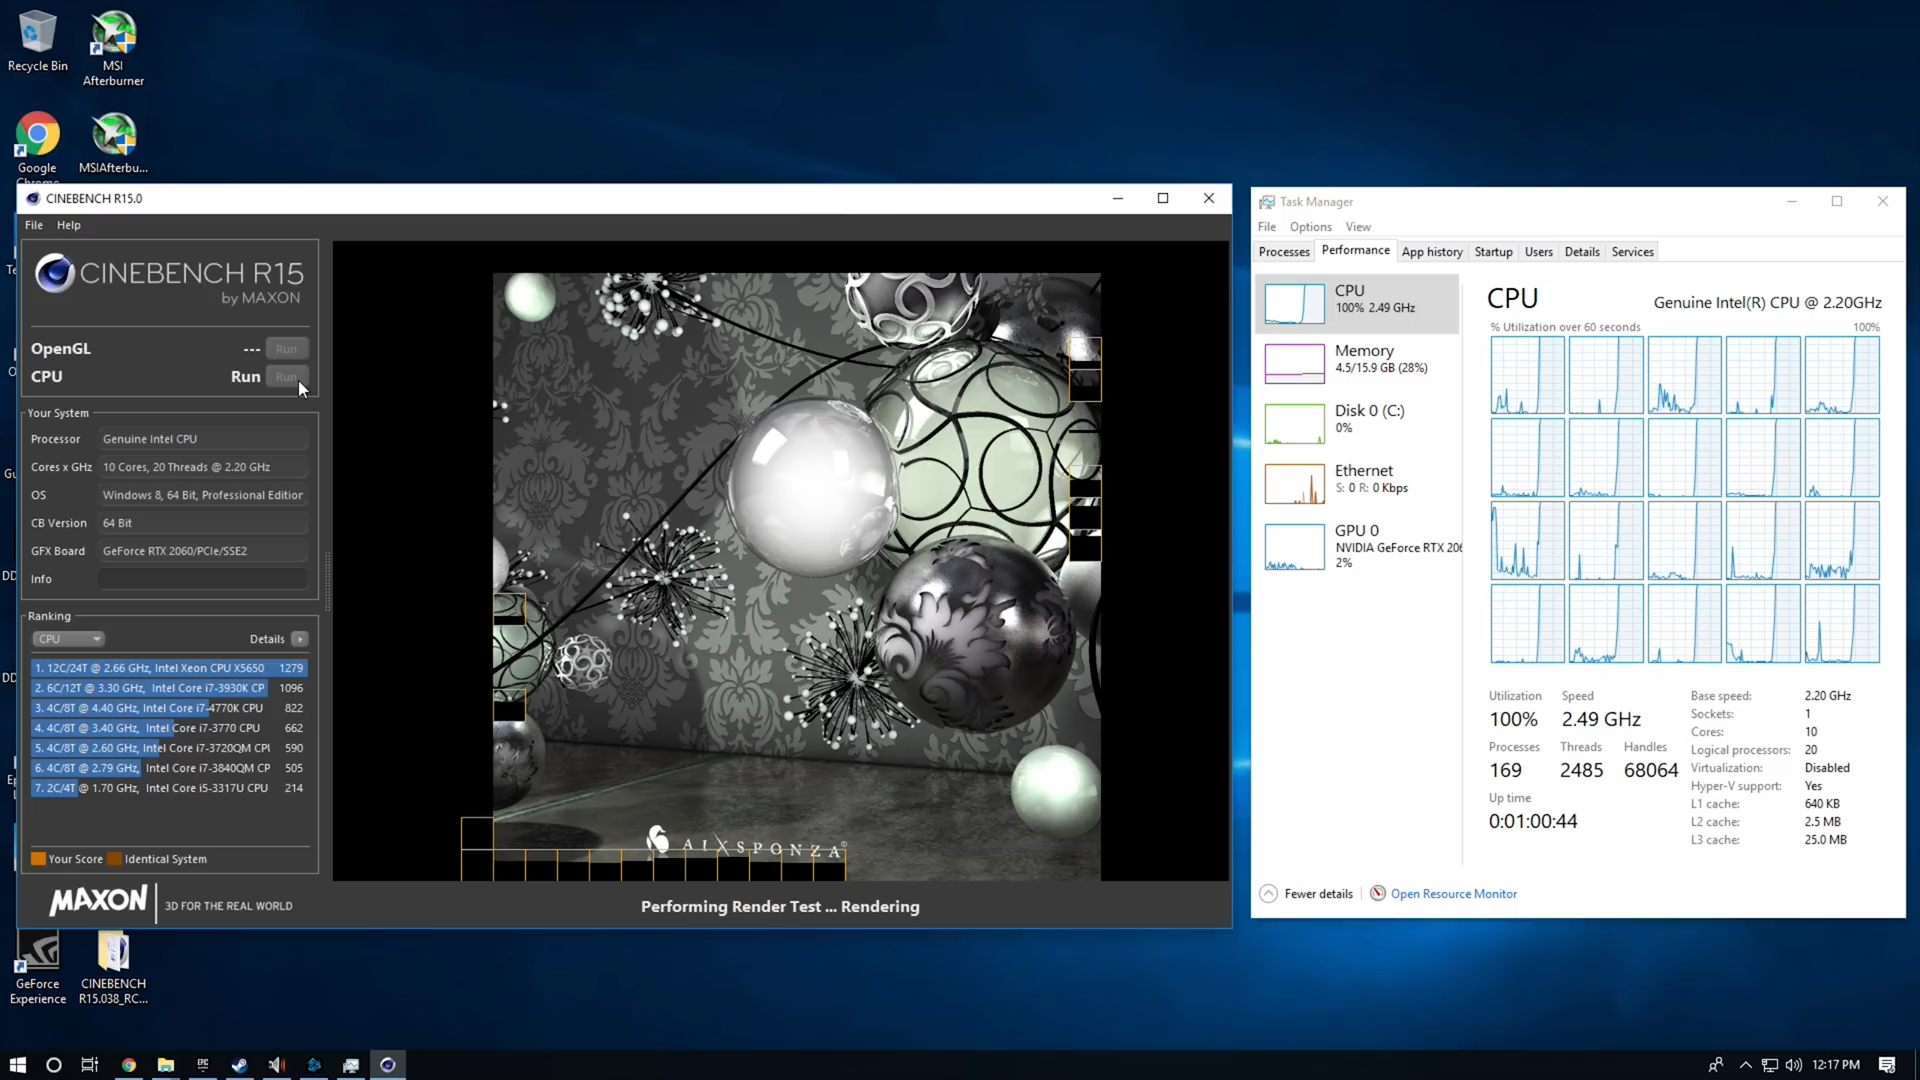 Recycle Bin
MSI
Afterburner
Google
Chrome
MSIAfterbu...
CINEBENCH R15.0
File Help
CINEBENCH R15
by MAXON
OpenGL --- Run
CPU Run Run
Your System
Processor Genuine Intel CPU
Cores x GHz 10 Cores, 20 Threads @ 2.20 GHz
OS Windows 8, 64 Bit, Professional Edition
CB Version 64 Bit
GFX Board GeForce RTX 2060/PCIe/SSE2
Info
Ranking
CPU Details
1. 12C/24T @ 2.66 GHz, Intel Xeon CPU X5650 1279
2. 6C/12T @ 3.30 GHz, Intel Core i7-3930K CP 1096
3. 4C/8T @ 4.40 GHz, Intel Core i7-4770K CPU 822
4. 4C/8T @ 3.40 GHz, Intel Core i7-3770 CPU 662
5. 4C/8T @ 2.60 GHz, Intel Core i7-3720QM CPU 590
6. 4C/8T @ 2.79 GHz, Intel Core i7-3840QM CP 505
7. 2C/4T @ 1.70 GHz, Intel Core i5-3317U CPU 214
Your Score Identical System
MAXON 3D FOR THE REAL WORLD
AIXSPONZA©
Performing Render Test ... Rendering
GeForce
Experience
CINEBENCH
R15.038_RC...
Task Manager
File Options View
Processes Performance App history Startup Users Details Services
CPU
100% 2.49 GHz
Memory
4.5/15.9 GB (28%)
Disk 0 (C:)
0%
Ethernet
S: 0 R: 0 Kbps
GPU 0
NVIDIA GeForce RTX 206
2%
CPU Genuine Intel(R) CPU @ 2.20GHz
% Utilization over 60 seconds 100%
Utilization Speed
100% 2.49 GHz
Processes Threads Handles
169 2485 68064
Up time
0:01:00:44
Base speed: 2.20 GHz
Sockets: 1
Cores: 10
Logical processors: 20
Virtualization: Disabled
Hyper-V support: Yes
L1 cache: 640 KB
L2 cache: 2.5 MB
L3 cache: 25.0 MB
Fewer details Open Resource Monitor
EPIC
12:17 PM